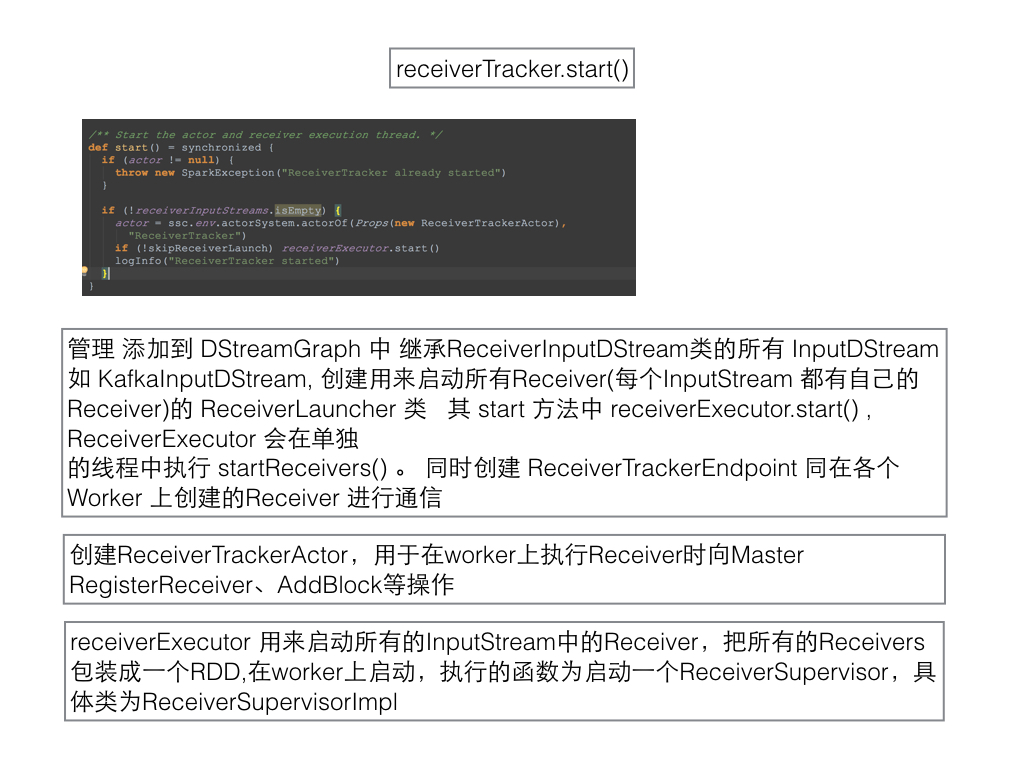 receiverTracker.start()
/** Start the actor and receiver execution thread. */
def start() = synchronized {
if (actor != null) {
throw new SparkException("ReceiverTracker already started")
}
if (!receiverInputStreams.isEmpty) {
actor = ssc.env.actorSystem.actorOf(Props(new ReceiverTrackerActor),
"ReceiverTracker")
if (!skipReceiverLaunch) receiverExecutor.start()
logInfo("ReceiverTracker started")
}
}
管理 添加到 DStreamGraph 中 继承ReceiverInputDStream类的所有 InputDStream
如 KafkaInputDStream, 创建用来启动所有Receiver(每个InputStream 都有自己的
Receiver)的 ReceiverLauncher 类 其 start 方法中 receiverExecutor.start() ,
ReceiverExecutor 会在单独
的线程中执行 startReceivers() 。 同时创建 ReceiverTrackerEndpoint 同在各个
Worker 上创建的Receiver 进行通信
创建ReceiverTrackerActor，用于在worker上执行Receiver时向Master
RegisterReceiver、AddBlock等操作
receiverExecutor 用来启动所有的InputStream中的Receiver，把所有的Receivers
包装成一个RDD,在worker上启动，执行的函数为启动一个ReceiverSupervisor，具
体类为ReceiverSupervisorImpl